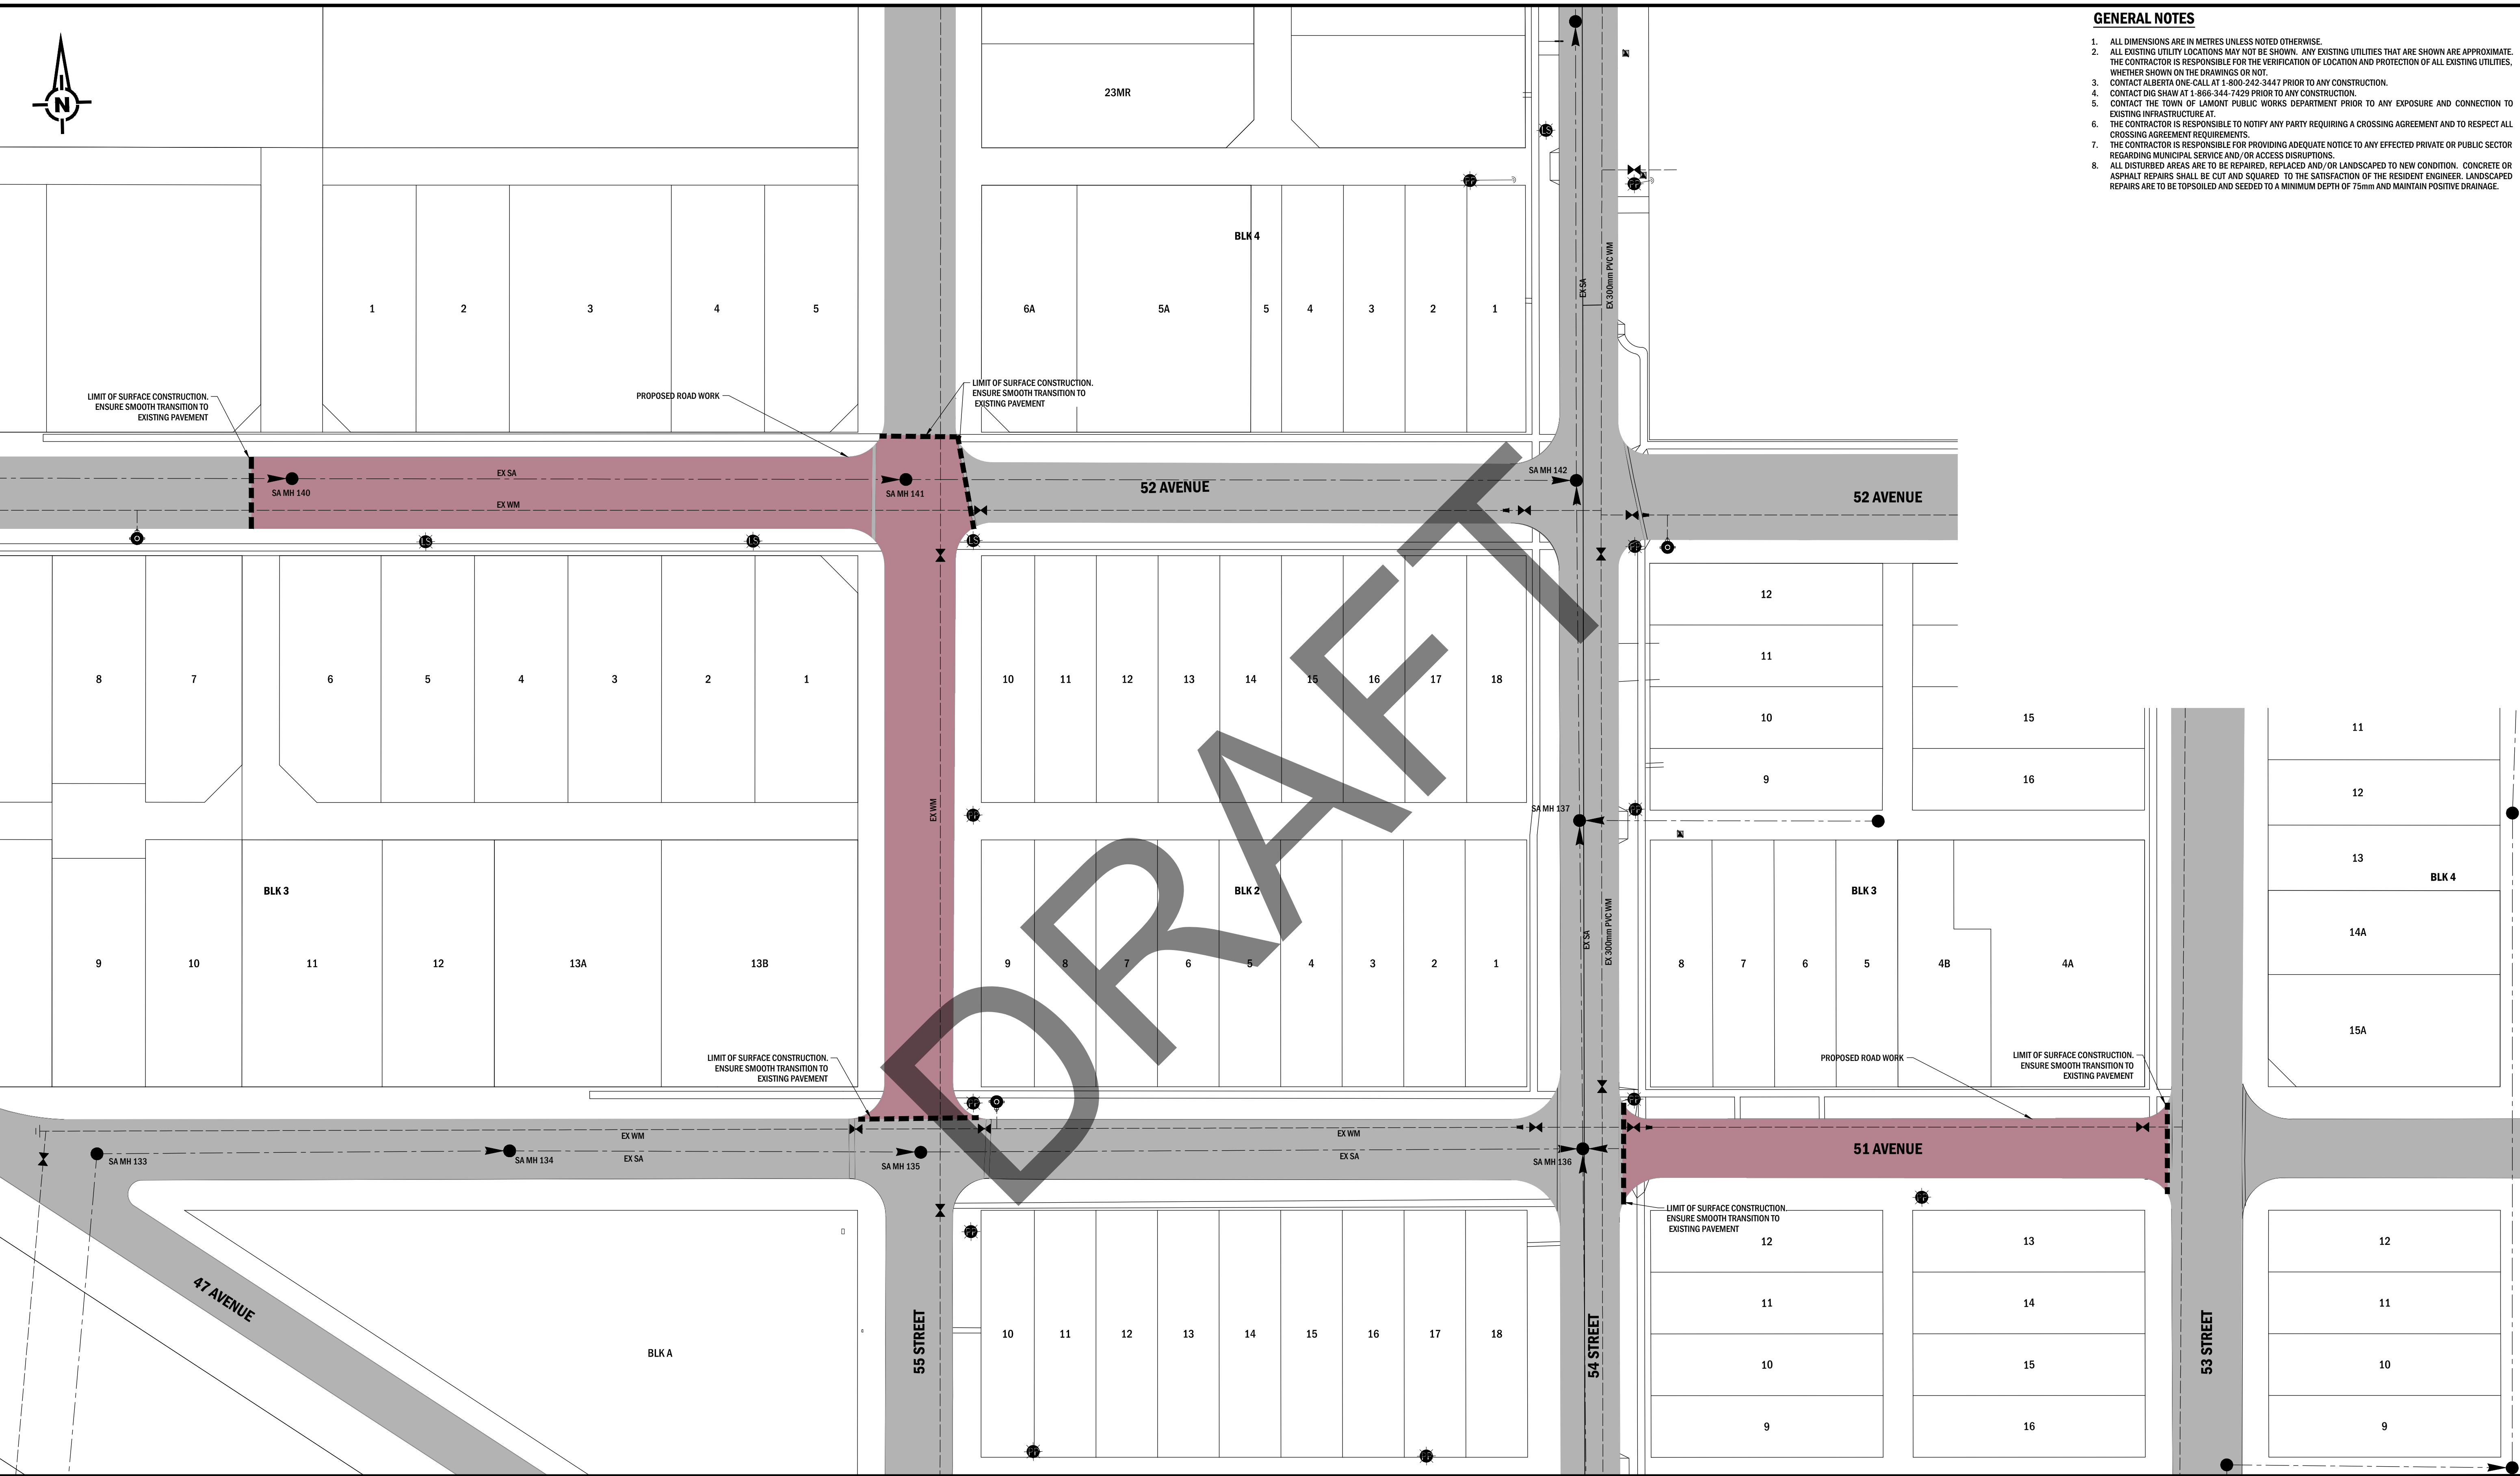 GENERAL NOTES
1. ALL DIMENSIONS ARE IN METRES UNLESS NOTED OTHERWISE.
2. ALL EXISTING UTILITY LOCATIONS MAY NOT BE SHOWN. ANY EXISTING UTILITIES THAT ARE SHOWN ARE APPROXIMATE.
THE CONTRACTOR IS RESPONSIBLE FOR THE VERIFICATION OF LOCATION AND PROTECTION OF ALL EXISTING UTILITIES,
WHETHER SHOWN ON THE DRAWINGS OR NOT.
3. CONTACT ALBERTA ONE-CALL AT 1-800-242-3447 PRIOR TO ANY CONSTRUCTION.
4. CONTACT DIG SHAW AT 1-866-344-7429 PRIOR TO ANY CONSTRUCTION.
5. CONTACT THE TOWN OF LAMONT PUBLIC WORKS DEPARTMENT PRIOR TO ANY EXPOSURE AND CONNECTION TO
EXISTING INFRASTRUCTURE AT.
6. THE CONTRACTOR IS RESPONSIBLE TO NOTIFY ANY PARTY REQUIRING A CROSSING AGREEMENT AND TO RESPECT ALL
CROSSING AGREEMENT REQUIREMENTS.
7. THE CONTRACTOR IS RESPONSIBLE FOR PROVIDING ADEQUATE NOTICE TO ANY EFFECTED PRIVATE OR PUBLIC SECTOR
REGARDING MUNICIPAL SERVICE AND/OR ACCESS DISRUPTIONS.
8. ALL DISTURBED AREAS ARE TO BE REPAIRED, REPLACED AND/OR LANDSCAPED TO NEW CONDITION. CONCRETE OR
ASPHALT REPAIRS SHALL BE CUT AND SQUARED TO THE SATISFACTION OF THE RESIDENT ENGINEER. LANDSCAPED
REPAIRS ARE TO BE TOPSOILED AND SEEDED TO A MINIMUM DEPTH OF 75mm AND MAINTAIN POSITIVE DRAINAGE.
N
23MR
LS
BLK 4
EX SA
EX 300mm PVC WM
1 2 3 4 5
6A 5A 5 4 3 2 1
LIMIT OF SURFACE CONSTRUCTION.
ENSURE SMOOTH TRANSITION TO
EXISTING PAVEMENT
PROPOSED ROAD WORK
LIMIT OF SURFACE CONSTRUCTION.
ENSURE SMOOTH TRANSITION TO
EXISTING PAVEMENT
EX SA
SA MH 140
SA MH 141
SA MH 142
52 AVENUE
52 AVENUE
EX WM
LS LS LS
12
11
10
9
15
16
8 7 6 5 4 3 2 1
10 11 12 13 14 15 16 17 18
EX WM
SA MH 137
11
12
13
BLK 4
14A
15A
BLK 3
BLK 2
BLK 3
EX SA
EX 300mm PVC WM
9 10 11 12 13A 13B
9 8 7 6 5 4 3 2 1
8 7 6 5 4B 4A
LIMIT OF SURFACE CONSTRUCTION.
ENSURE SMOOTH TRANSITION TO
EXISTING PAVEMENT
PROPOSED ROAD WORK
LIMIT OF SURFACE CONSTRUCTION.
ENSURE SMOOTH TRANSITION TO
EXISTING PAVEMENT
EX WM
EX WM
EX SA
EX SA
SA MH 133
SA MH 134
SA MH 135
SA MH 136
51 AVENUE
LIMIT OF SURFACE CONSTRUCTION.
ENSURE SMOOTH TRANSITION TO
EXISTING PAVEMENT
47 AVENUE
BLK A
55 STREET
10 11 12 13 14 15 16 17 18
54 STREET
12
11
10
9
13
14
15
16
53 STREET
12
11
10
9
DRAFT